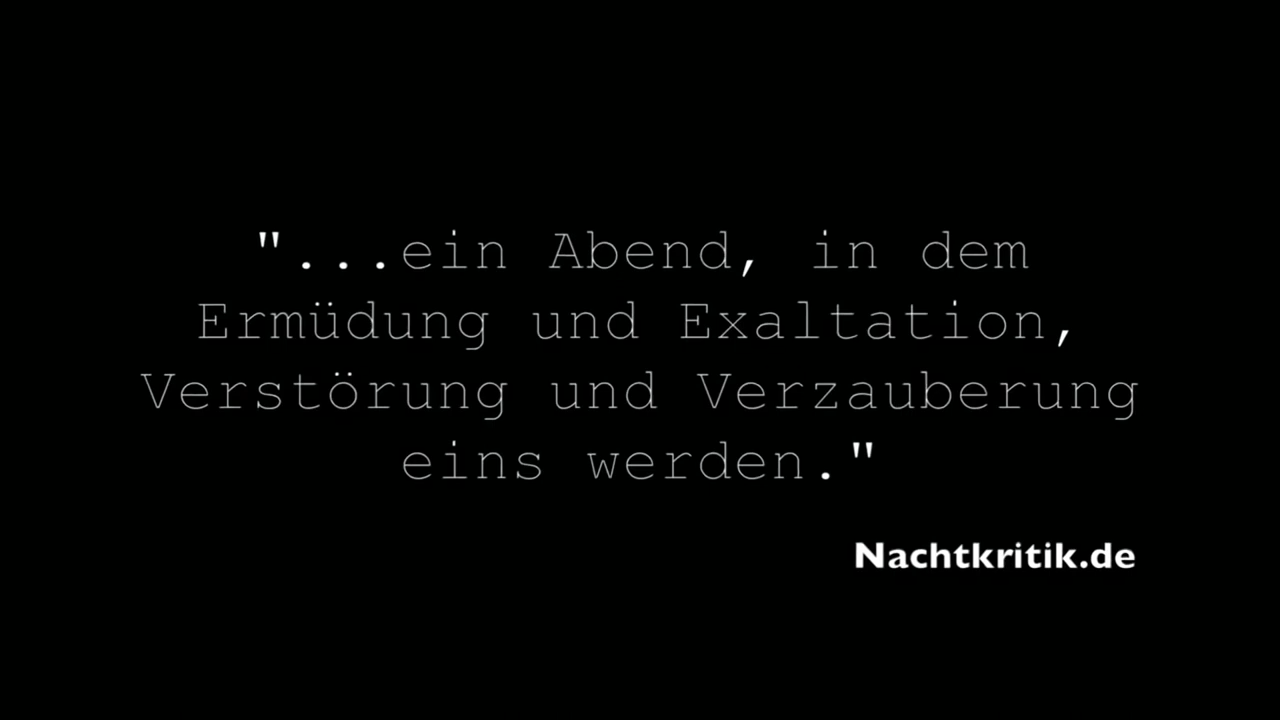 "...ein Abend, in dem
Ermüdung und Exaltation,
Verstörung und Verzauberung
eins werden."
Nachtkritik.de